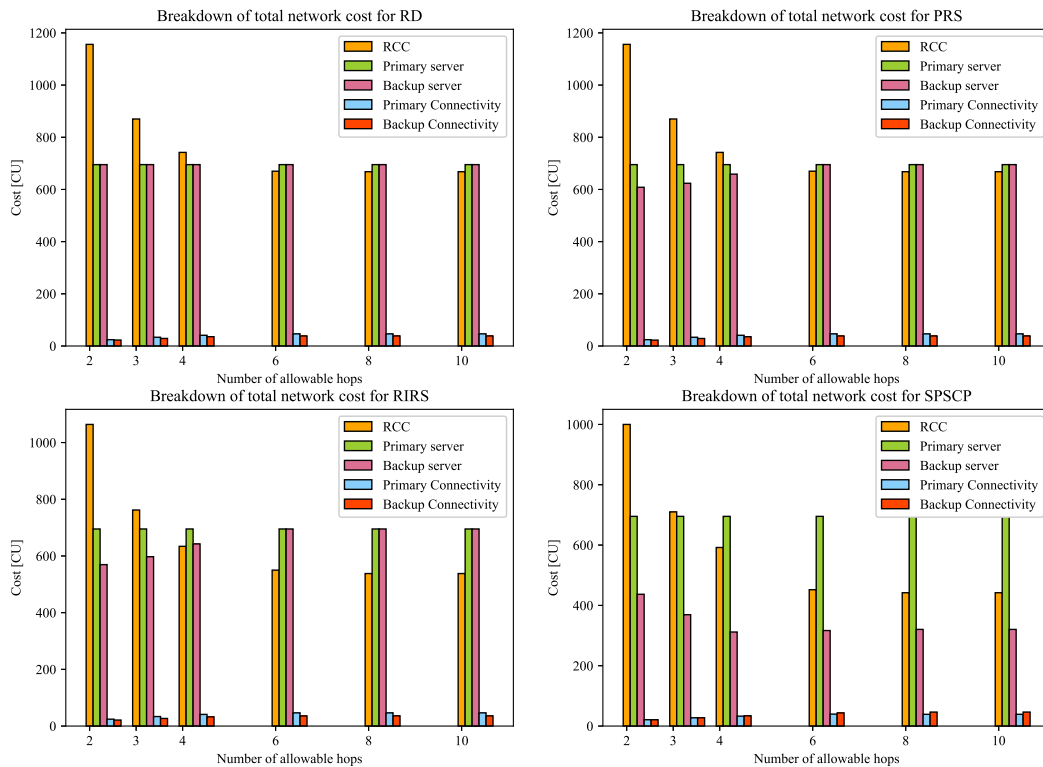 Breakdown of total network cost for RD
1200
1000
800
600
400
200
0
Cost [CU]
RCC
Primary server
Backup server
Primary Connectivity
Backup Connectivity
2 3 4 6 8 10
Number of allowable hops
Breakdown of total network cost for PRS
1200
1000
800
600
400
200
0
Cost [CU]
RCC
Primary server
Backup server
Primary Connectivity
Backup Connectivity
2 3 4 6 8 10
Number of allowable hops
Breakdown of total network cost for RIRS
1000
800
600
400
200
0
Cost [CU]
RCC
Primary server
Backup server
Primary Connectivity
Backup Connectivity
2 3 4 6 8 10
Number of allowable hops
Breakdown of total network cost for SPSCP
1000
800
600
400
200
0
Cost [CU]
RCC
Primary server
Backup server
Primary Connectivity
Backup Connectivity
2 3 4 6 8 10
Number of allowable hops